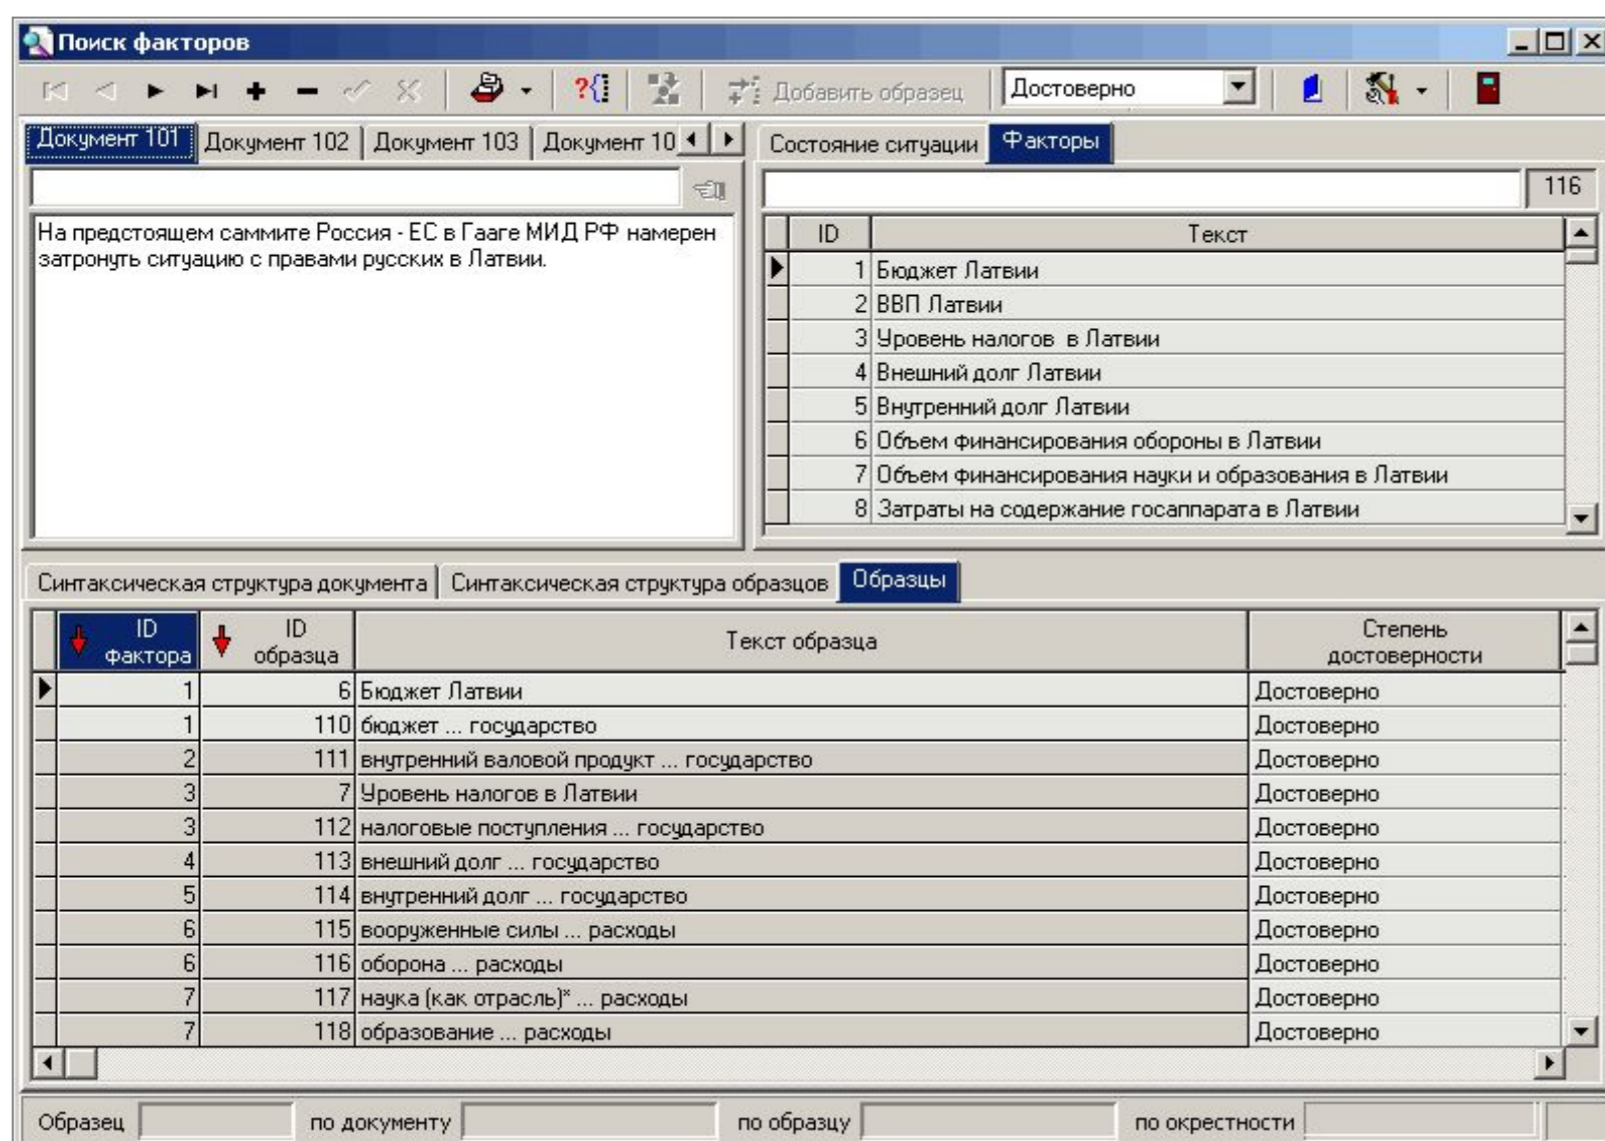 Поиск факторов
Добавить образец Достоверно
Документ 101 Документ 102 Документ 103 Документ 10
Состояние ситуации Факторы
116
На предстоящем саммите Россия - ЕС в Гааге МИД РФ намерен
затронуть ситуацию с правами русских в Латвии.
ID Текст
1 Бюджет Латвии
2 ВВП Латвии
3 Уровень налогов в Латвии
4 Внешний долг Латвии
5 Внутренний долг Латвии
6 Объем финансирования обороны в Латвии
7 Объем финансирования науки и образования в Латвии
8 Затраты на содержание госаппарата в Латвии
Синтаксическая структура документа Синтаксическая структура образцов Образцы
ID фактора ID образца Текст образца Степень достоверности
1 6 Бюджет Латвии Достоверно
1 110 бюджет ... государство Достоверно
2 111 внутренний валовой продукт ... государство Достоверно
3 7 Уровень налогов в Латвии Достоверно
3 112 налоговые поступления ... государство Достоверно
4 113 внешний долг ... государство Достоверно
5 114 внутренний долг ... государство Достоверно
6 115 вооруженные силы ... расходы Достоверно
6 116 оборона ... расходы Достоверно
7 117 наука (как отрасль)* ... расходы Достоверно
7 118 образование ... расходы Достоверно
Образец по документу по образцу по окрестности